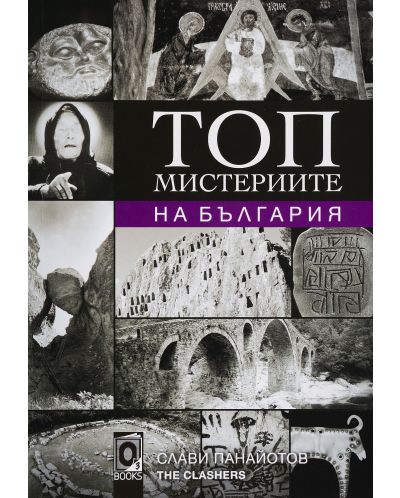 ТОП
МИСТЕРИИТЕ
НА БЪЛГАРИЯ
СЛАВИ ПАНАЙОТОВ
THE CLASHERS
BOOKS